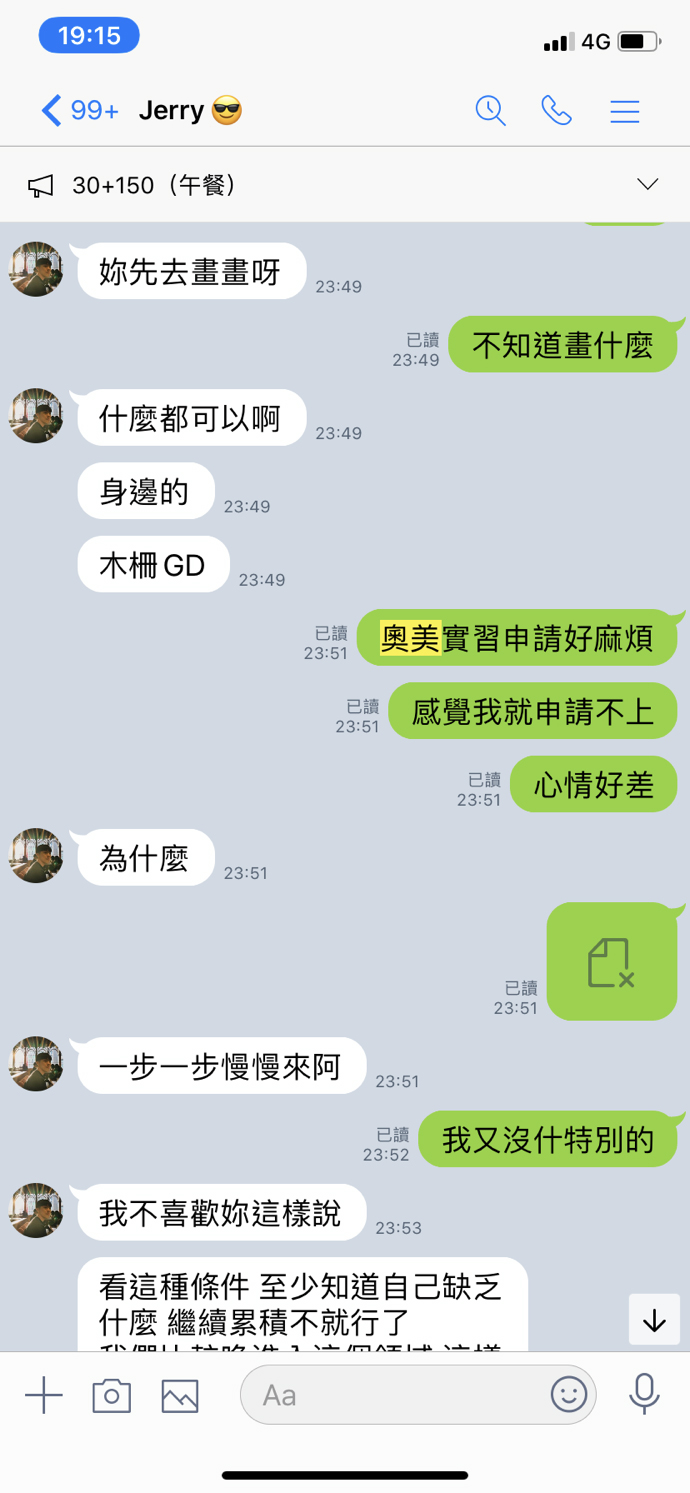 19:15
4G
99+ Jerry
30+150（午餐）
妳先去畫畫呀
23:49
已讀
23:49
不知道畫什麼
什麼都可以啊
23:49
身邊的
23:49
木柵GD
23:49
已讀
23:51
奧美實習申請好麻煩
已讀
23:51
感覺我就申請不上
已讀
23:51
心情好差
為什麼
23:51
已讀
23:51
一步一步慢慢來阿
23:51
已讀
23:52
我又沒什特別的
我不喜歡妳這樣說
23:53
看這種條件 至少知道自己缺乏
什麼 繼續累積不就行了
Aa